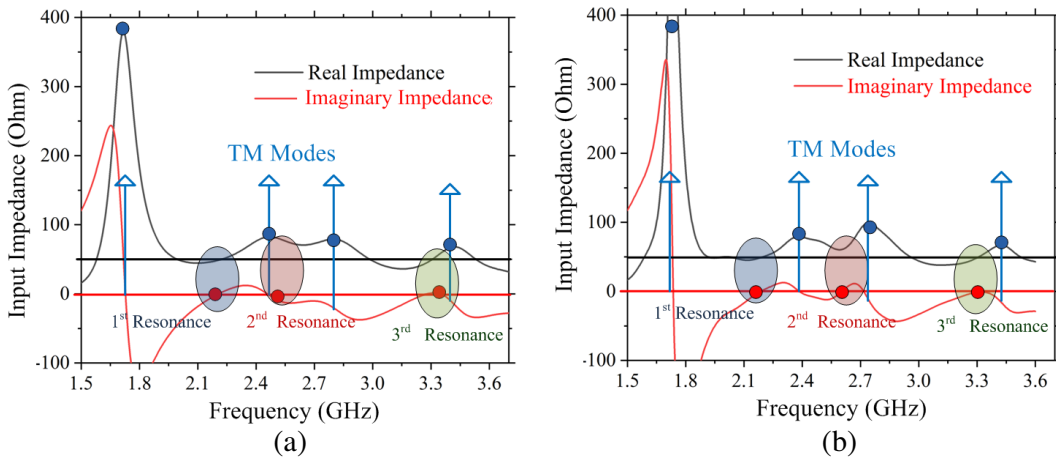 400
300
200
100
0
-100
1.5 1.8 2.1 2.4 2.7 3.0 3.3 3.6
Input Impedance (Ohm)
Frequency (GHz)
Real Impedance
Imaginary Impedances
TM Modes
1st Resonance
2nd Resonance
3rd Resonance
(a)
400
300
200
100
0
-100
1.5 1.8 2.1 2.4 2.7 3.0 3.3 3.6
Input Impedance (Ohm)
Frequency (GHz)
Real Impedance
Imaginary Impedance
TM Modes
1st Resonance
2nd Resonance
3rd Resonance
(b)